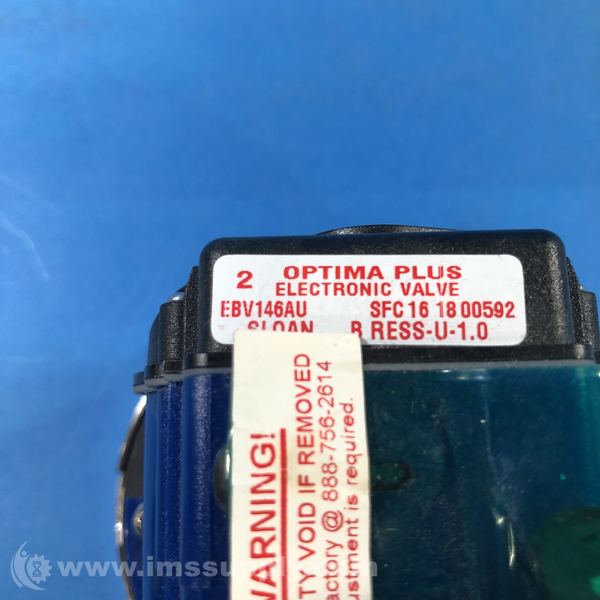 2 OPTIMA PLUS
ELECTRONIC VALVE
EBV146AU SFC 16 18 00592
SLOAN B RESS-U-1.0
WARNING!
TY VOID IF REMOVED
actory @ 888-756-2614
ustment is required.
www.imssu